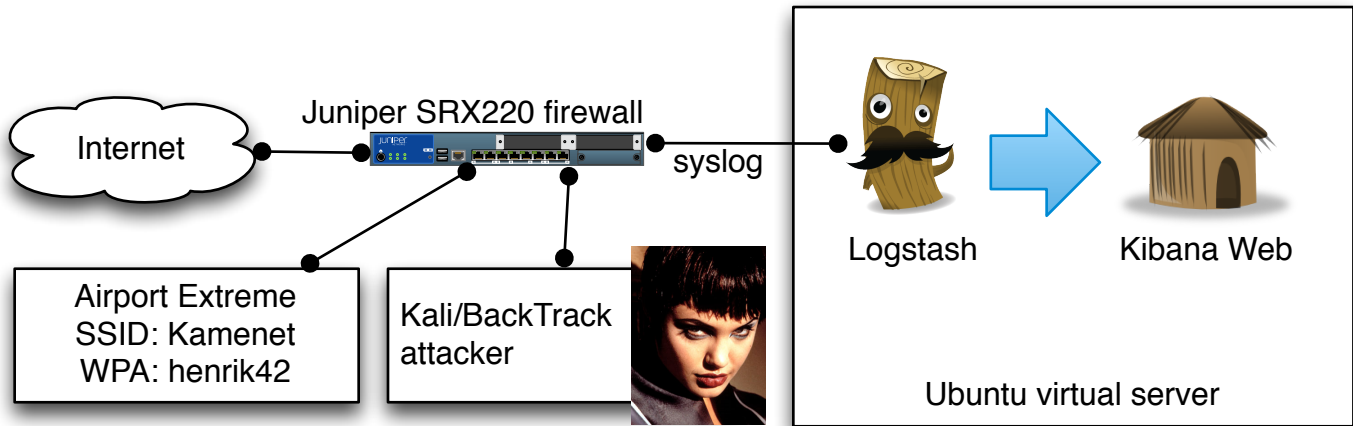 Internet
Juniper SRX220 firewall
JUNIPEr
syslog
Airport Extreme
SSID: Kamenet
WPA: henrik42
Kali/BackTrack
attacker
Logstash
Kibana Web
Ubuntu virtual server